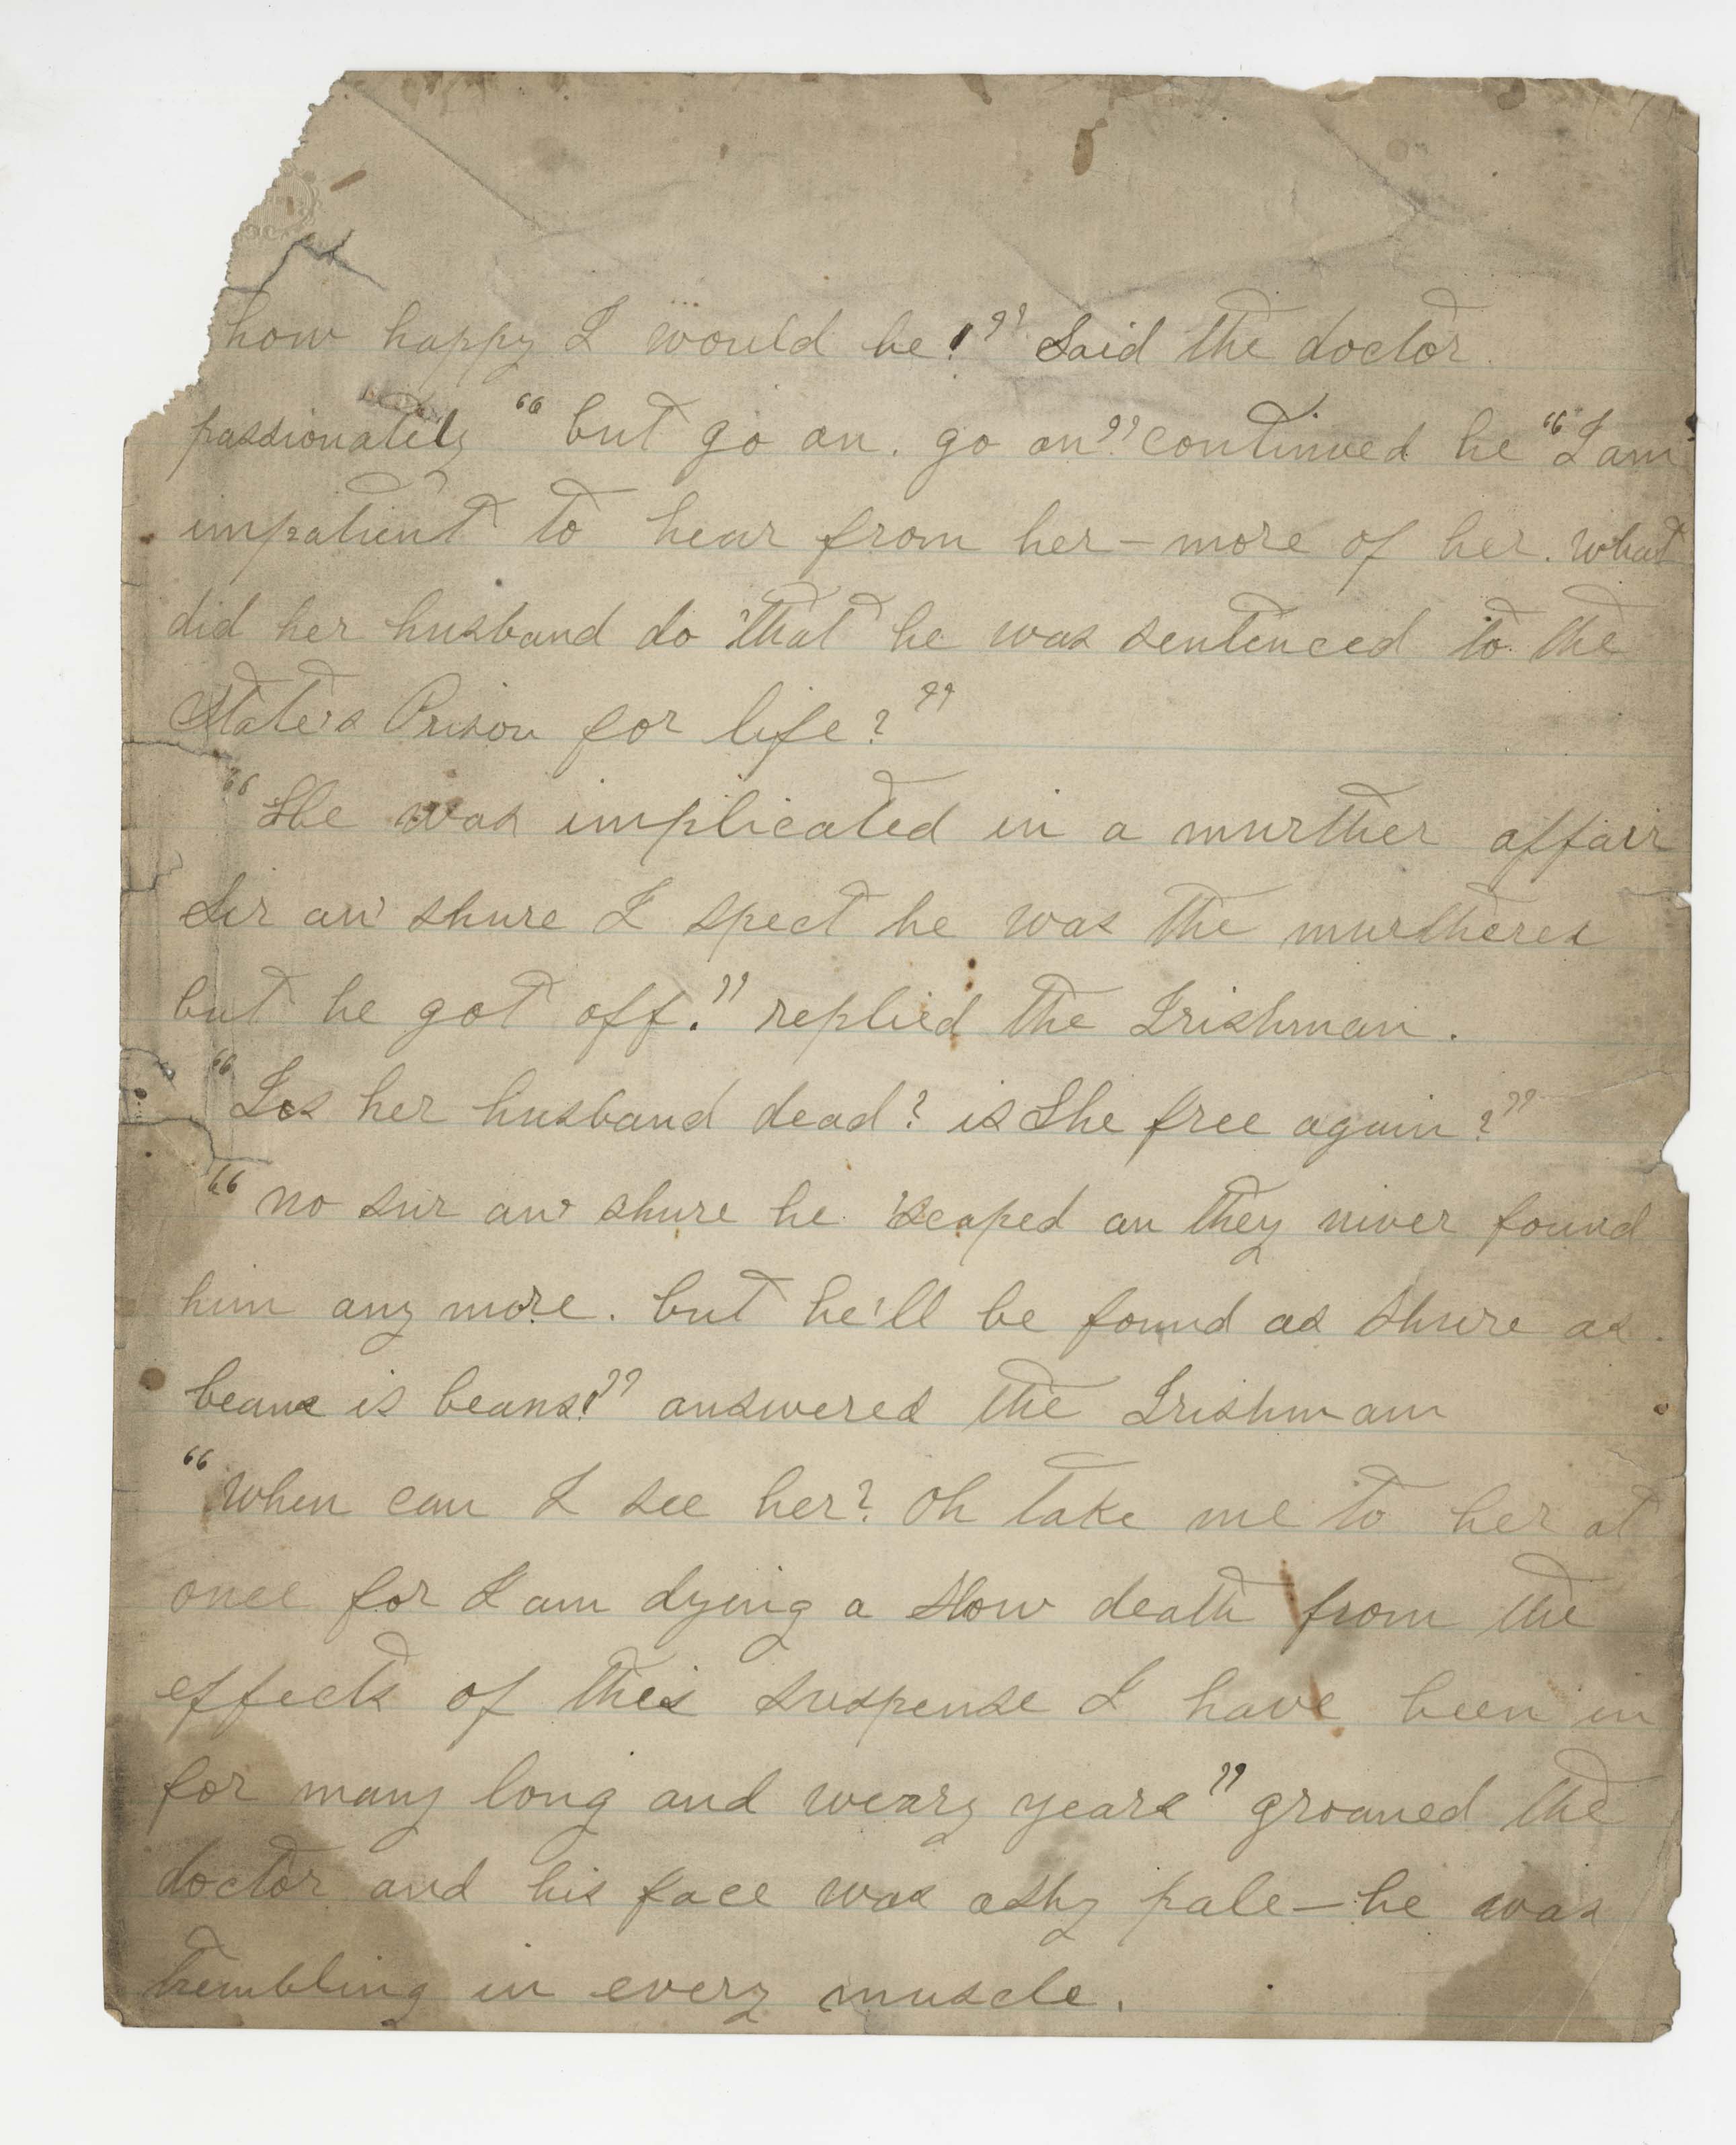 how happy I would be!" Said the doctor.
passionately "but go on. go on". continued he "I am
impatient to hear from her – more of her. what
did her husband do that he was sentenced to the
State's Prison for life?"
"She was implicated in a murther affair
Sir an' shure I spect he was the murtherer
but he got off." replied the Irishman.
"Is her husband dead? is She free again?"
"no sur an' shure he 'scaped an they niver found
him any more. but he'll be found as shure as
beans is beans!" answered the Irishmam
"When can I see her? Oh take me to her at
once for I am dying a slow death from the
effects of this suspense I have been in
for many long and weary years" groaned the
doctor and his face was ashy pale – he was
trembling in every muscle.